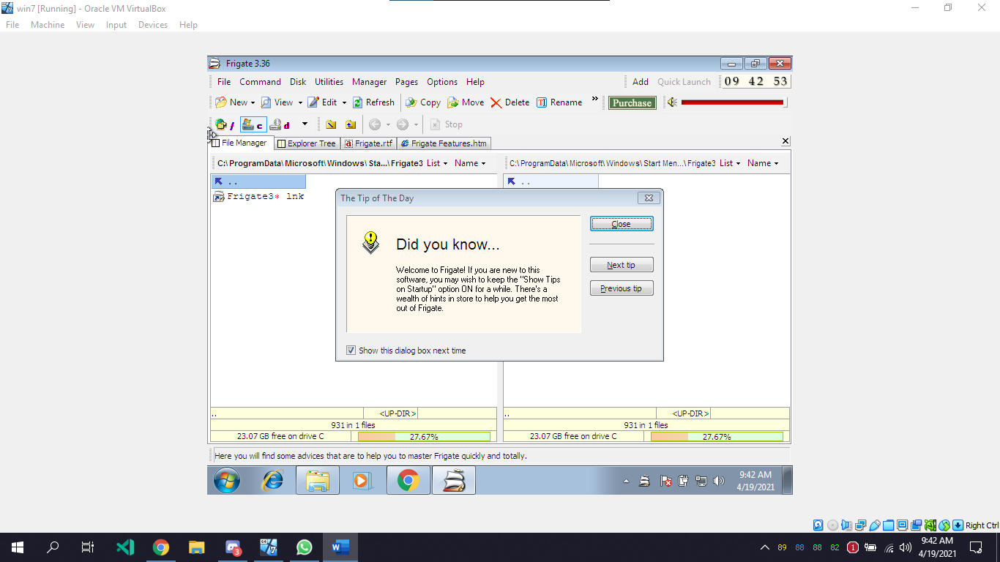 win7 [Running] - Oracle VM VirtualBox
File Machine View Input Devices Help
Frigate 3.36
File Command Disk Utilities Manager Pages Options Help Add Quick Launch 09 42 53
New View Edit Refresh Copy Move Delete Rename » Purchase
/ c d Stop
File Manager Explorer Tree Frigate.rtf Frigate Features.htm
C:\ProgramData\Microsoft\Windows\Sta...\Frigate3 List Name C:\ProgramData\Microsoft\Windows\Start Men...\Frigate3 List Name
.. ..
Frigate3* lnk
The Tip of The Day
Close
Did you know...
Next tip
Welcome to Frigate! If you are new to this
software, you may wish to keep the "Show Tips
on Startup" option ON for a while. There's a
wealth of hints in store to help you get the most
out of Frigate.
Previous tip
Show this dialog box next time
.. <UP-DIR> .. <UP-DIR>
931 in 1 files 931 in 1 files
23.07 GB free on drive C 27.67% 23.07 GB free on drive C 27.67%
Here you will find some advices that are to help you to master Frigate quickly and totally.
9:42 AM
4/19/2021
Right Ctrl
89 88 88 82 1 9:42 AM
4/19/2021